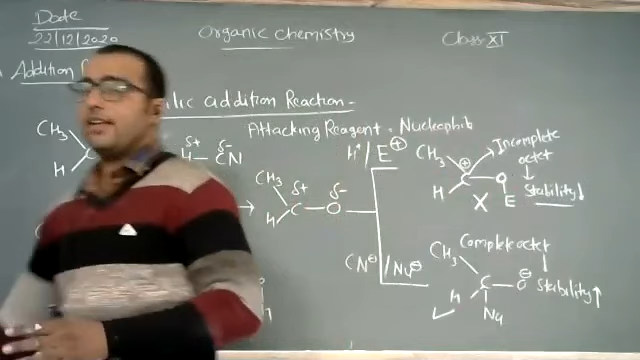 Date
22/12/2020
Organic Chemistry
Class XI
Addition
ilic addition Reaction -
Attacking Reagent - Nucleophile
CH3
H
δ+ δ-
H - CN
CH3
δ+ δ-
H C - O
H+ / E⊕
CN⊖ / Nu⊖
CH3
⊕
H C - O
E
X
Incomplete
octet
Stability↓
Complete octet
CH3
H C - O⊖
Nu
Stability↑